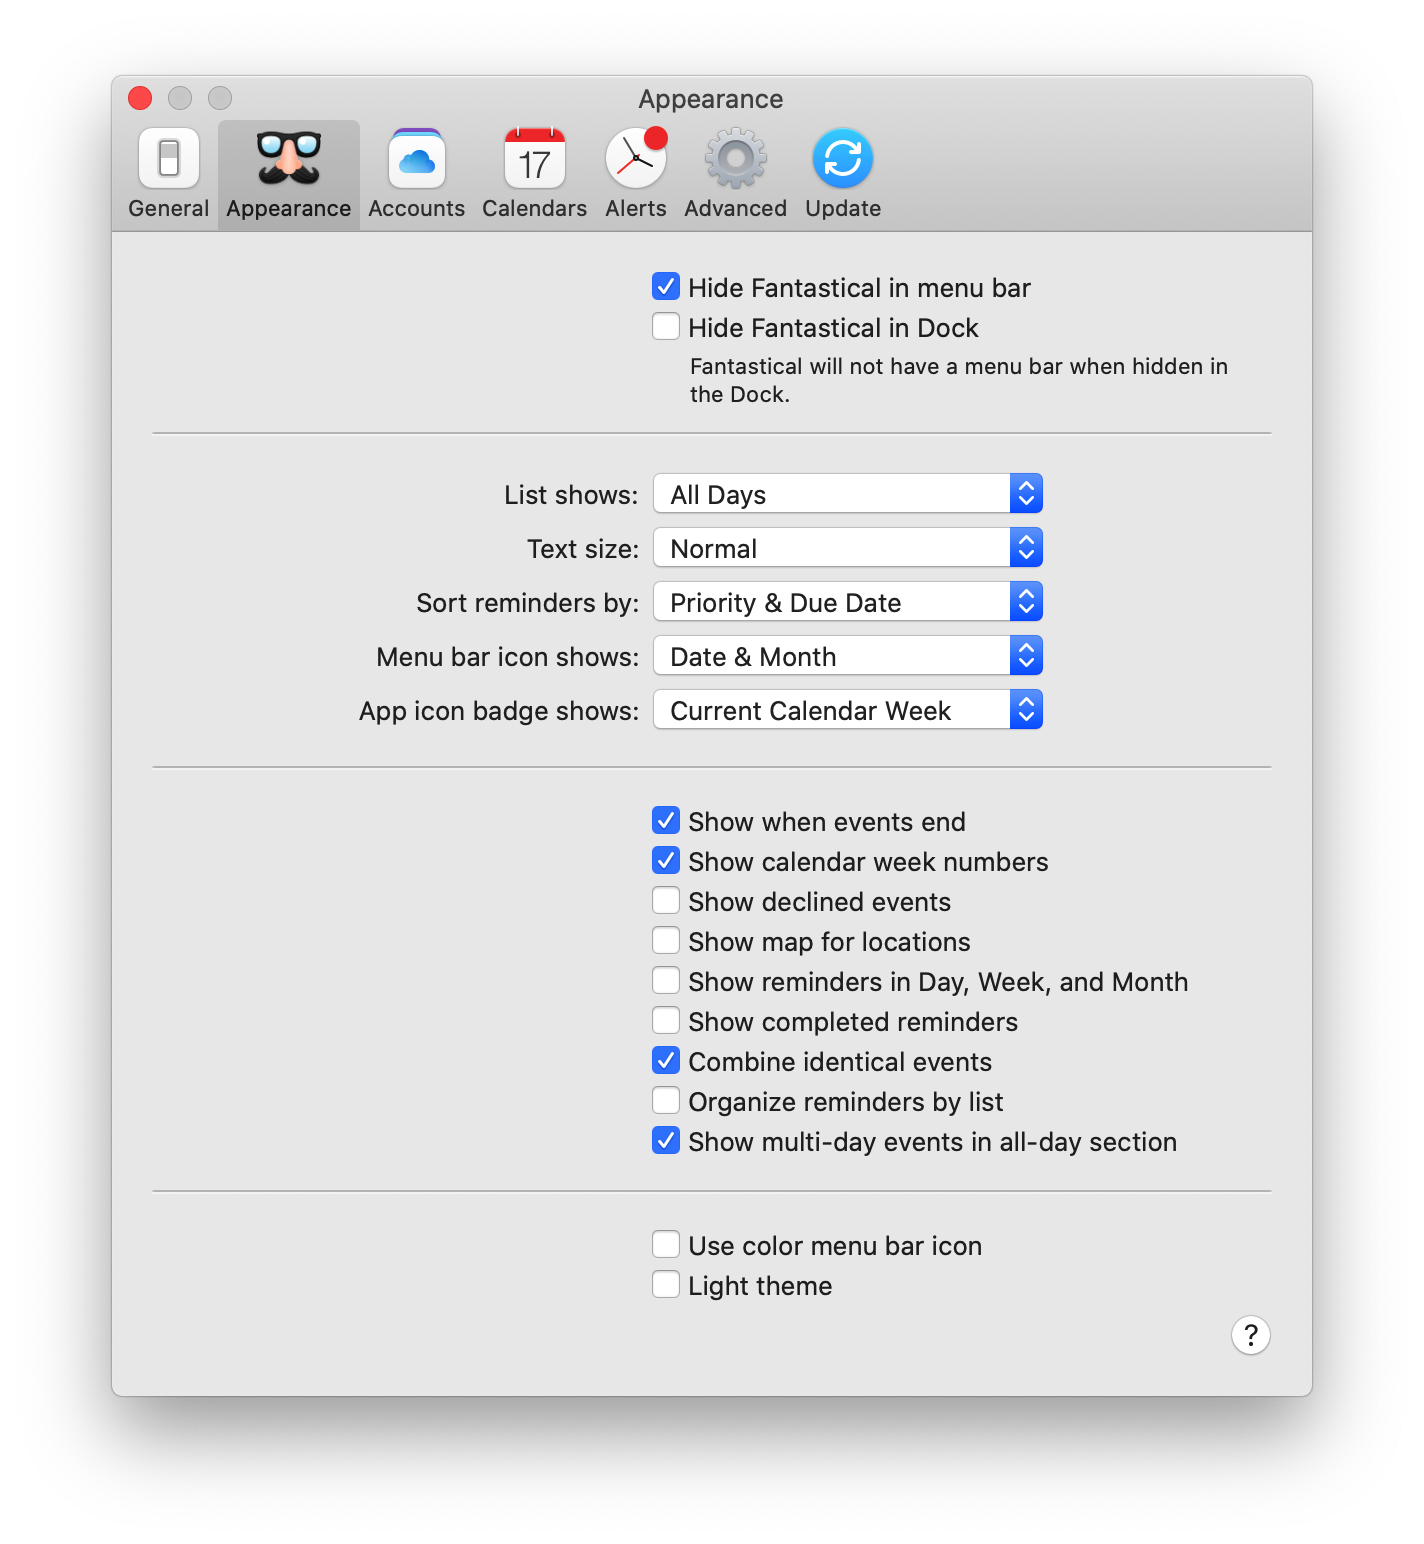 Appearance
17
General
Appearance
Accounts
Calendars
Alerts
Advanced
Update
Hide Fantastical in menu bar
Hide Fantastical in Dock
Fantastical will not have a menu bar when hidden in
the Dock.
List shows: All Days
Text size: Normal
Sort reminders by: Priority & Due Date
Menu bar icon shows: Date & Month
App icon badge shows: Current Calendar Week
Show when events end
Show calendar week numbers
Show declined events
Show map for locations
Show reminders in Day, Week, and Month
Show completed reminders
Combine identical events
Organize reminders by list
Show multi-day events in all-day section
Use color menu bar icon
Light theme
?